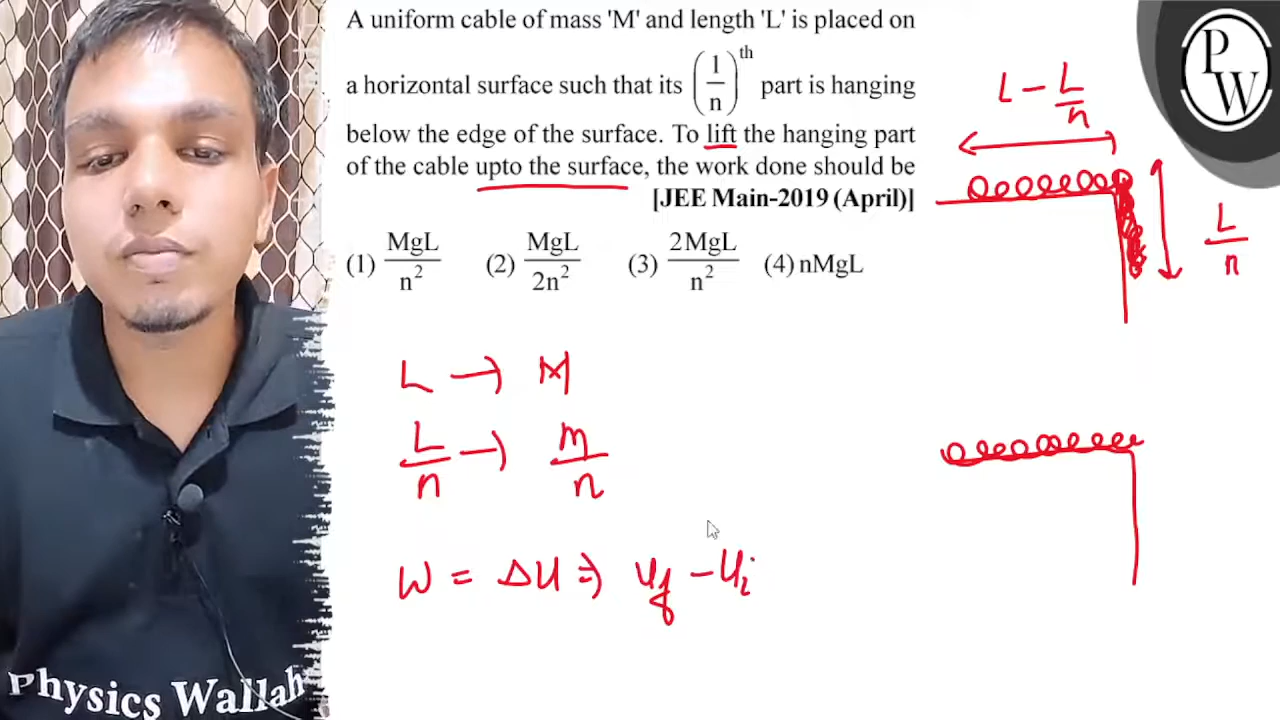 A uniform cable of mass 'M' and length 'L' is placed on
a horizontal surface such that its (1/n)th part is hanging
below the edge of the surface. To lift the hanging part
of the cable upto the surface, the work done should be
[JEE Main-2019 (April)]
(1) MgL/n² (2) MgL/2n² (3) 2MgL/n² (4) nMgL
L → M
L/n → M/n
W = ΔU ⇒ Uf - Ui
L - L/n
L/n
PW
Physics Wallah